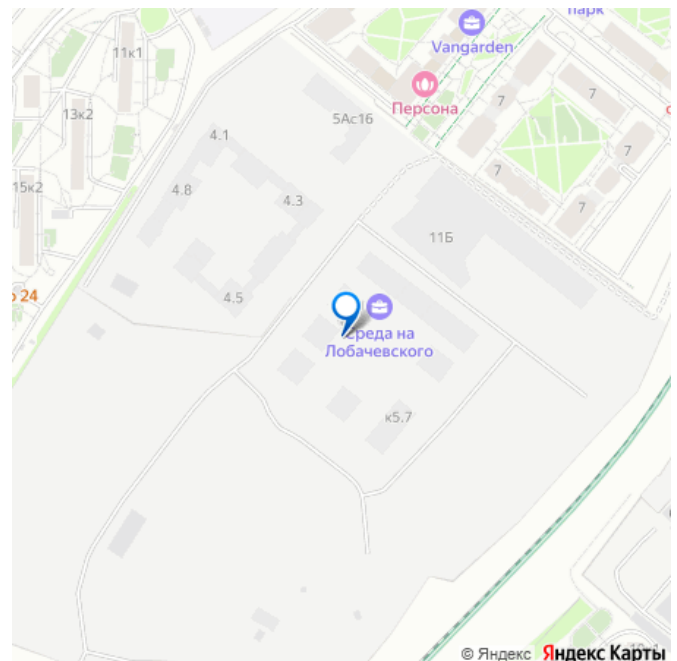 парк
Vangarden
11к1
7
7
Персона
13к2
5Ас16
4.1
7
7
15к2
4.8
4.3
7
11Б
4.5
24
Среда на
Лобачевского
к5.7
© Яндекс Яндекс Карты